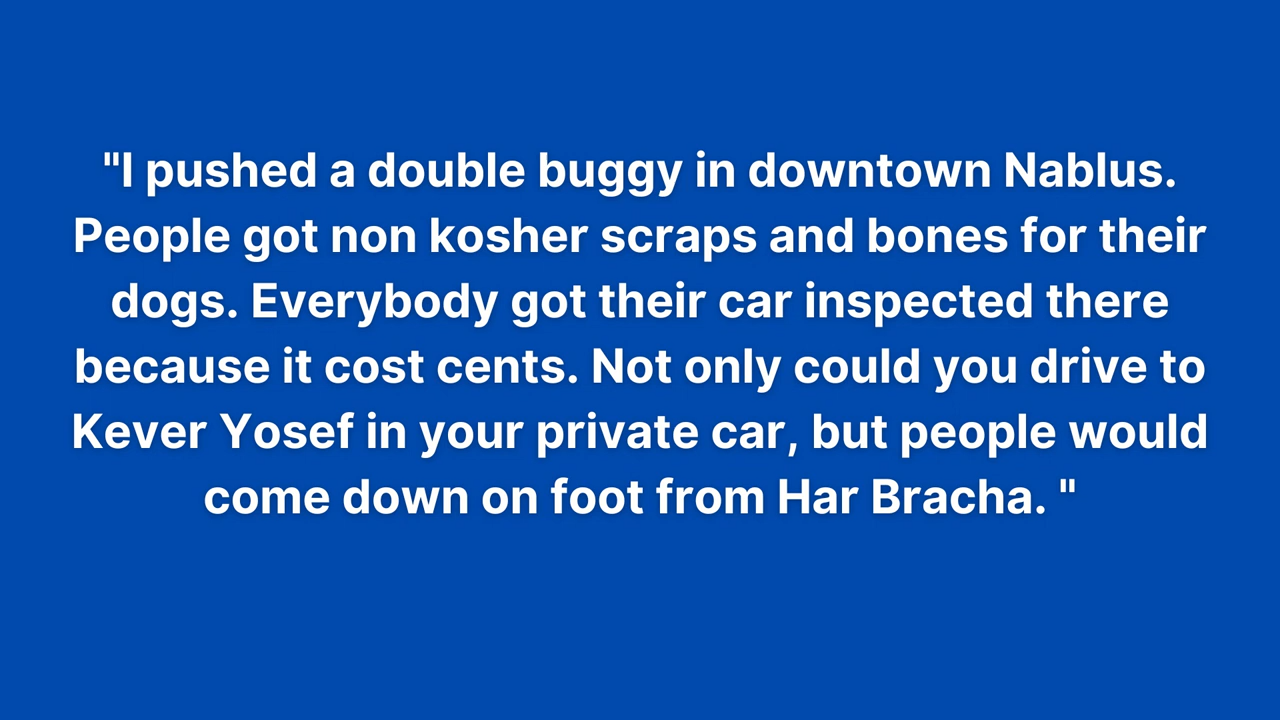 "I pushed a double buggy in downtown Nablus.
People got non kosher scraps and bones for their
dogs. Everybody got their car inspected there
because it cost cents. Not only could you drive to
Kever Yosef in your private car, but people would
come down on foot from Har Bracha. "